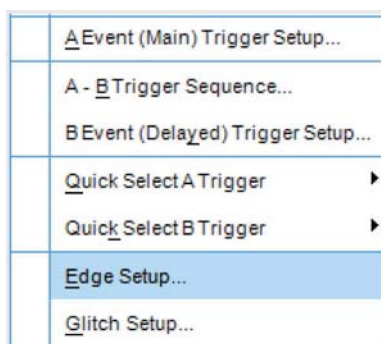 A Event (Main) Trigger Setup...
A - B Trigger Sequence...
B Event (Delayed) Trigger Setup...
Quick Select A Trigger
Quick Select B Trigger
Edge Setup...
Glitch Setup...